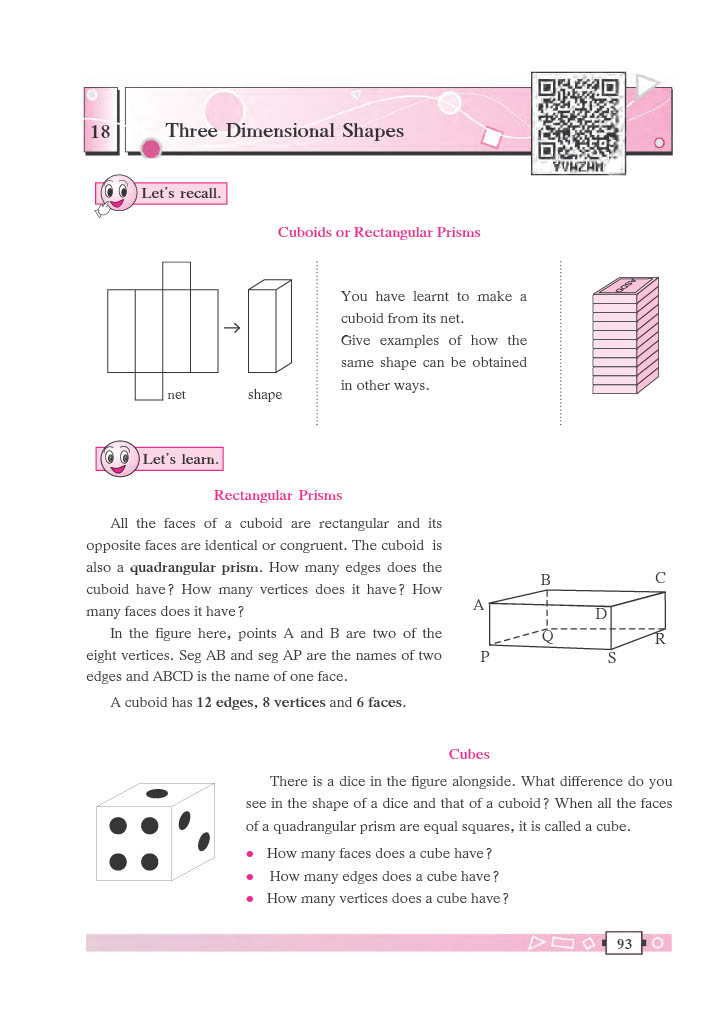 18
Three Dimensional Shapes
YVWZHW
Let's recall.
Cuboids or Rectangular Prisms
net
shape
You have learnt to make a
cuboid from its net.
Give examples of how the
same shape can be obtained
in other ways.
Let's learn.
Rectangular Prisms
All the faces of a cuboid are rectangular and its
opposite faces are identical or congruent. The cuboid is
also a quadrangular prism. How many edges does the
cuboid have? How many vertices does it have? How
many faces does it have?
In the figure here, points A and B are two of the
eight vertices. Seg AB and seg AP are the names of two
edges and ABCD is the name of one face.
A cuboid has 12 edges, 8 vertices and 6 faces.
B
C
A
D
Q
R
P
S
Cubes
There is a dice in the figure alongside. What difference do you
see in the shape of a dice and that of a cuboid? When all the faces
of a quadrangular prism are equal squares, it is called a cube.
• How many faces does a cube have?
• How many edges does a cube have?
• How many vertices does a cube have?
93